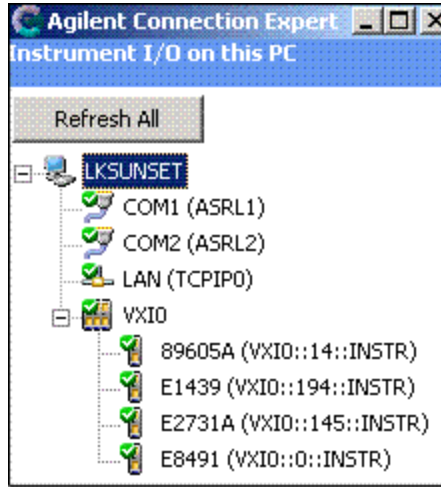 Agilent Connection Expert
Instrument I/O on this PC
Refresh All
LKSUNSET
COM1 (ASRL1)
COM2 (ASRL2)
LAN (TCPIP0)
VXI0
89605A (VXI0::14::INSTR)
E1439 (VXI0::194::INSTR)
E2731A (VXI0::145::INSTR)
E8491 (VXI0::0::INSTR)